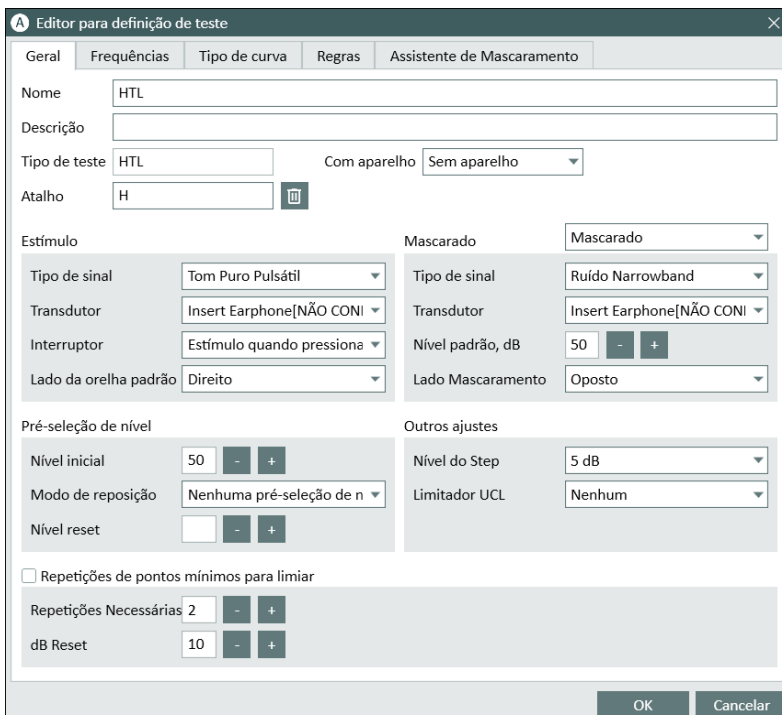 A Editor para definição de teste
Geral Frequências Tipo de curva Regras Assistente de Mascaramento
Nome HTL
Descrição
Tipo de teste HTL Com aparelho Sem aparelho
Atalho H
Estímulo
Tipo de sinal Tom Puro Pulsátil
Transdutor Insert Earphone[NÃO CONI
Interruptor Estímulo quando pressiona
Lado da orelha padrão Direito
Mascarado Mascarado
Tipo de sinal Ruído Narrowband
Transdutor Insert Earphone[NÃO CONI
Nível padrão, dB 50 - +
Lado Mascaramento Oposto
Pré-seleção de nível
Nível inicial 50 - +
Modo de reposição Nenhuma pré-seleção de n
Nível reset - +
Outros ajustes
Nível do Step 5 dB
Limitador UCL Nenhum
Repetições de pontos mínimos para limiar
Repetições Necessárias 2 - +
dB Reset 10 - +
OK Cancelar